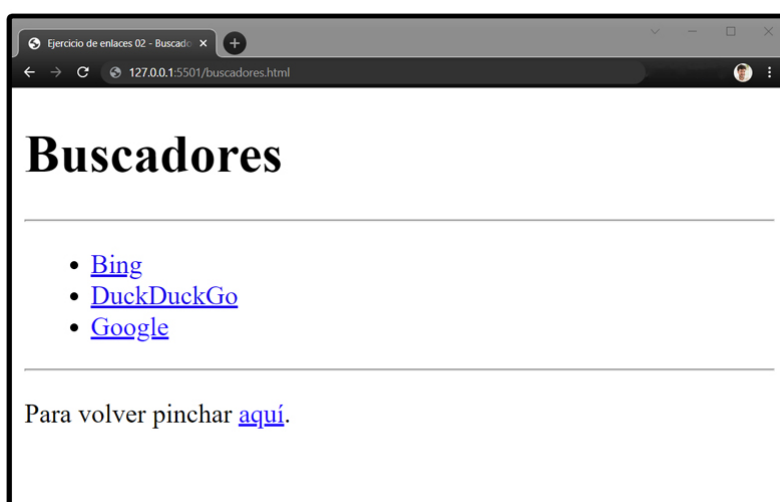 Ejercicio de enlaces 02 - Buscado
127.0.0.1:5501/buscadores.html
Buscadores
Bing
DuckDuckGo
Google
Para volver pinchar aquí.